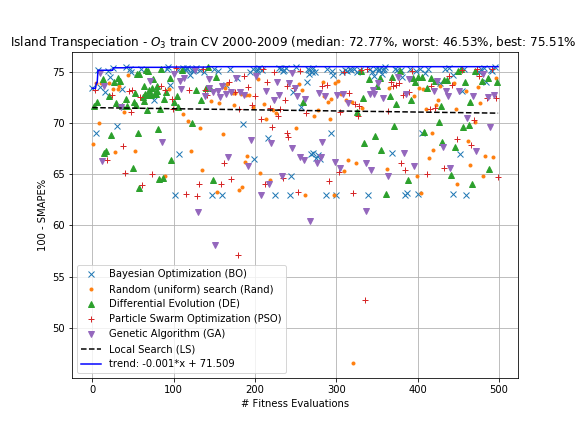 Island Transpeciation - O₃ train CV 2000-2009 (median: 72.77%, worst: 46.53%, best: 75.51%
100 - SMAPE%
75
70
65
60
55
50
Bayesian Optimization (BO)
Random (uniform) search (Rand)
Differential Evolution (DE)
Particle Swarm Optimization (PSO)
Genetic Algorithm (GA)
Local Search (LS)
trend: -0.001*x + 71.509
0 100 200 300 400 500
# Fitness Evaluations